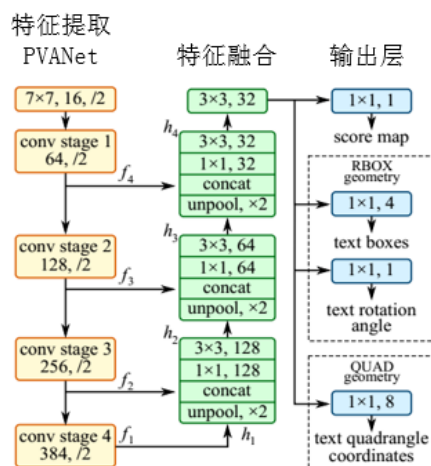 特征提取
PVANet
7×7, 16, /2
conv stage 1
64, /2
f₄
conv stage 2
128, /2
f₃
conv stage 3
256, /2
f₂
conv stage 4
384, /2
f₁
特征融合
3×3, 32
h₄
3×3, 32
1×1, 32
concat
unpool, ×2
h₃
3×3, 64
1×1, 64
concat
unpool, ×2
h₂
3×3, 128
1×1, 128
concat
unpool, ×2
h₁
输出层
1×1, 1
score map
RBOX
geometry
1×1, 4
text boxes
1×1, 1
text rotation
angle
QUAD
geometry
1×1, 8
text quadrangle
coordinates